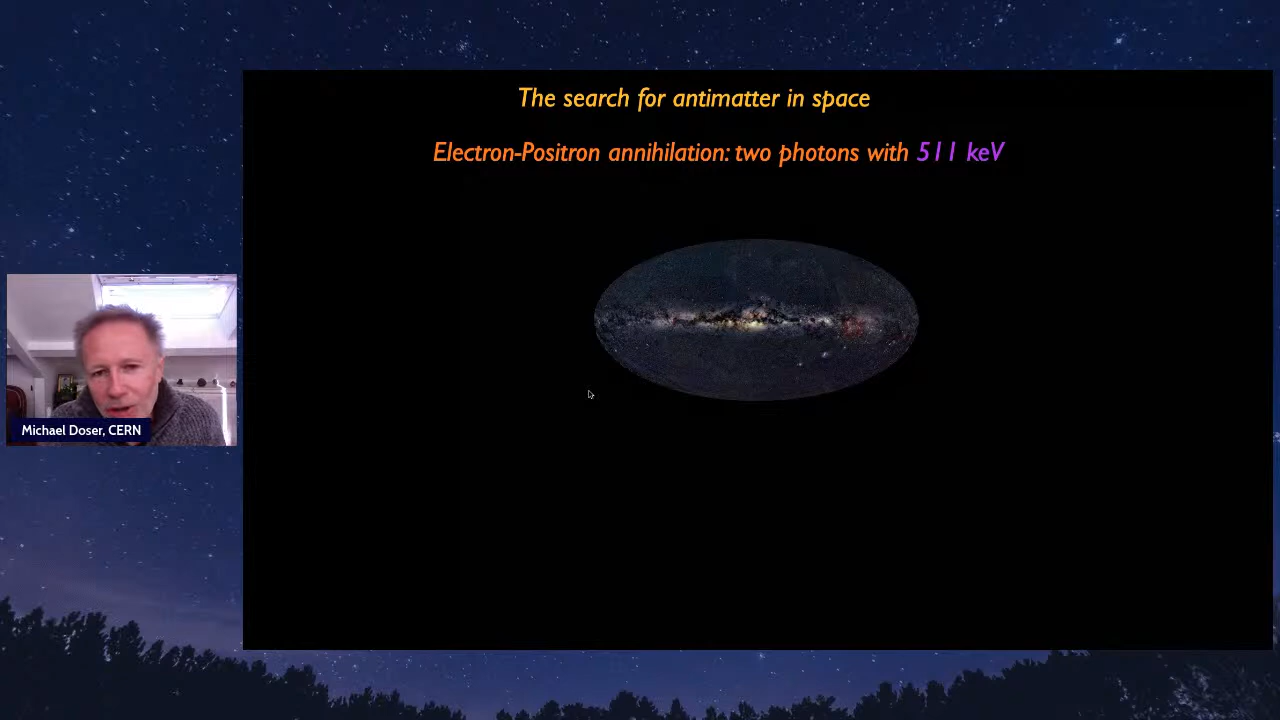 The search for antimatter in space
Electron-Positron annihilation: two photons with 511 keV
Michael Doser, CERN